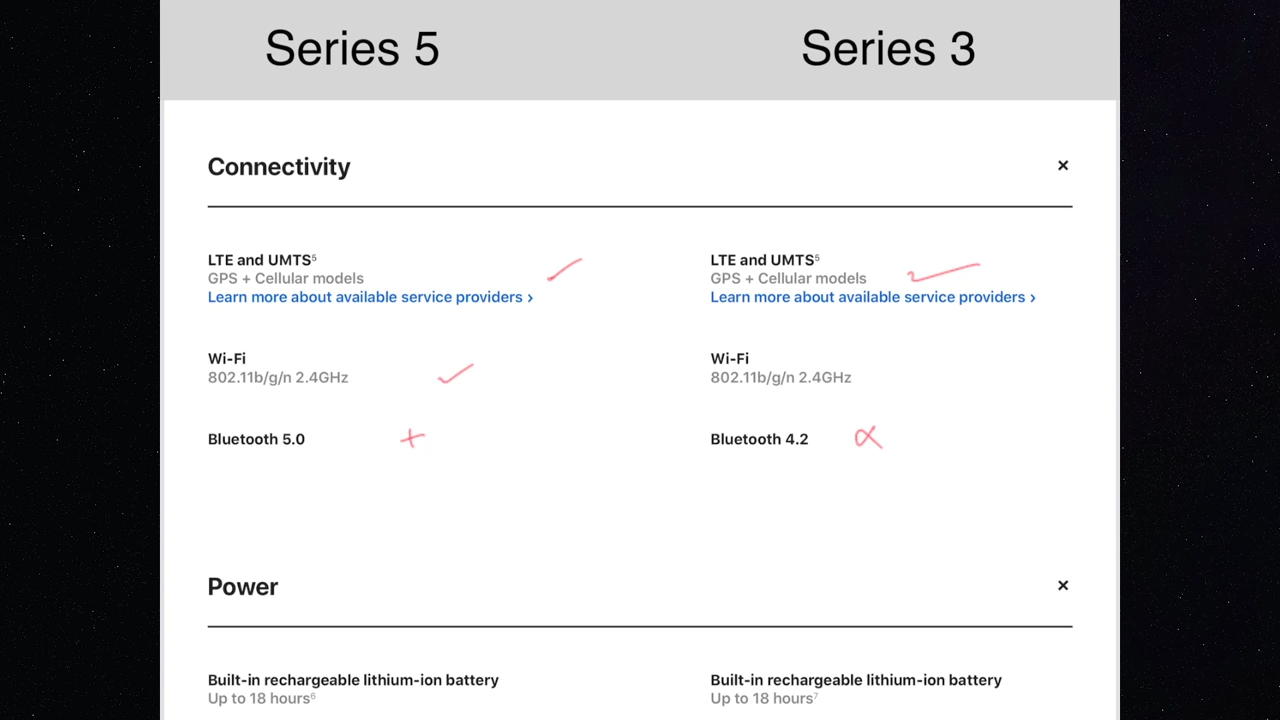 Series 5
Series 3
Connectivity
LTE and UMTS⁵
GPS + Cellular models
Learn more about available service providers ›
LTE and UMTS⁵
GPS + Cellular models
Learn more about available service providers ›
Wi-Fi
802.11b/g/n 2.4GHz
Wi-Fi
802.11b/g/n 2.4GHz
Bluetooth 5.0
Bluetooth 4.2
Power
Built-in rechargeable lithium-ion battery
Up to 18 hours⁶
Built-in rechargeable lithium-ion battery
Up to 18 hours⁷